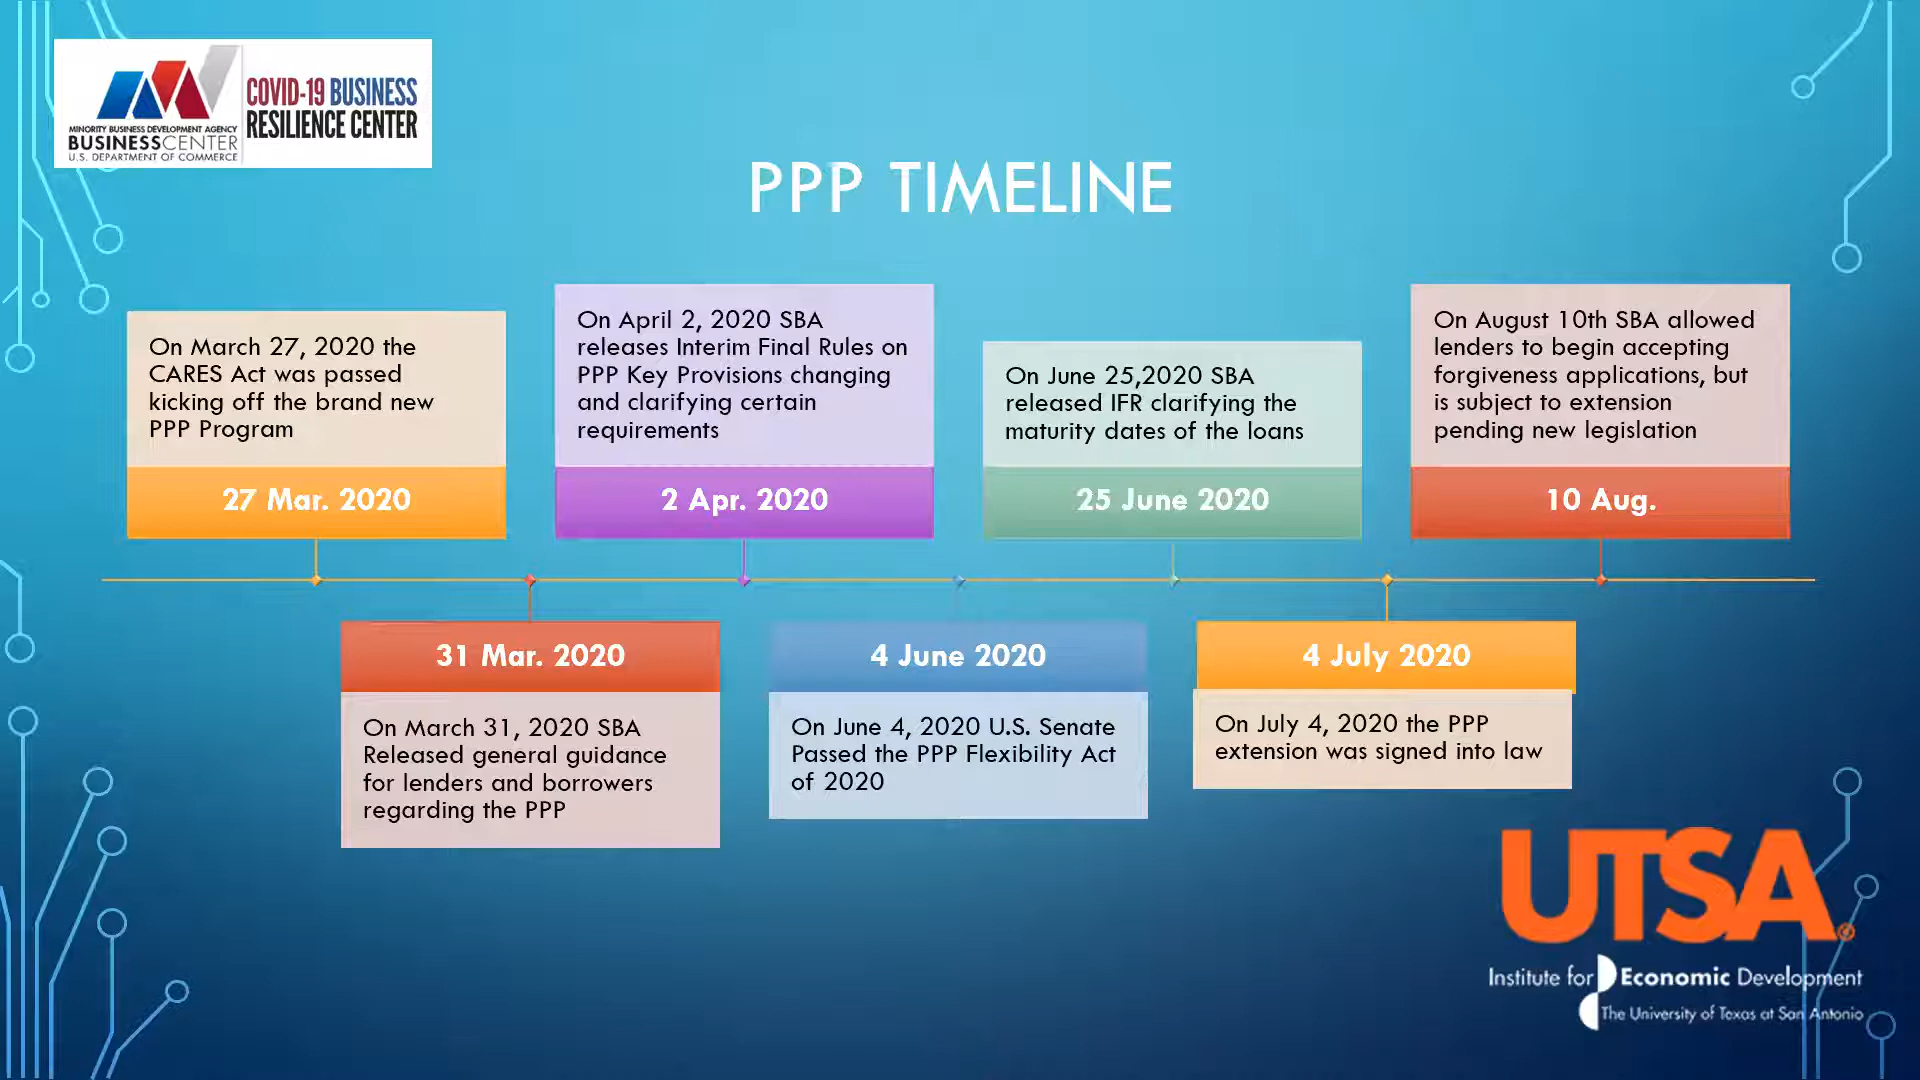 MINORITY BUSINESS DEVELOPMENT AGENCY
BUSINESSCENTER
U.S. DEPARTMENT OF COMMERCE
COVID-19 BUSINESS
RESILIENCE CENTER
PPP TIMELINE
On March 27, 2020 the
CARES Act was passed
kicking off the brand new
PPP Program
27 Mar. 2020
On March 31, 2020 SBA
Released general guidance
for lenders and borrowers
regarding the PPP
31 Mar. 2020
On April 2, 2020 SBA
releases Interim Final Rules on
PPP Key Provisions changing
and clarifying certain
requirements
2 Apr. 2020
4 June 2020
On June 4, 2020 U.S. Senate
Passed the PPP Flexibility Act
of 2020
On June 25,2020 SBA
released IFR clarifying the
maturity dates of the loans
25 June 2020
4 July 2020
On July 4, 2020 the PPP
extension was signed into law
On August 10th SBA allowed
lenders to begin accepting
forgiveness applications, but
is subject to extension
pending new legislation
10 Aug.
UTSA®
Institute for Economic Development
The University of Texas at San Antonio